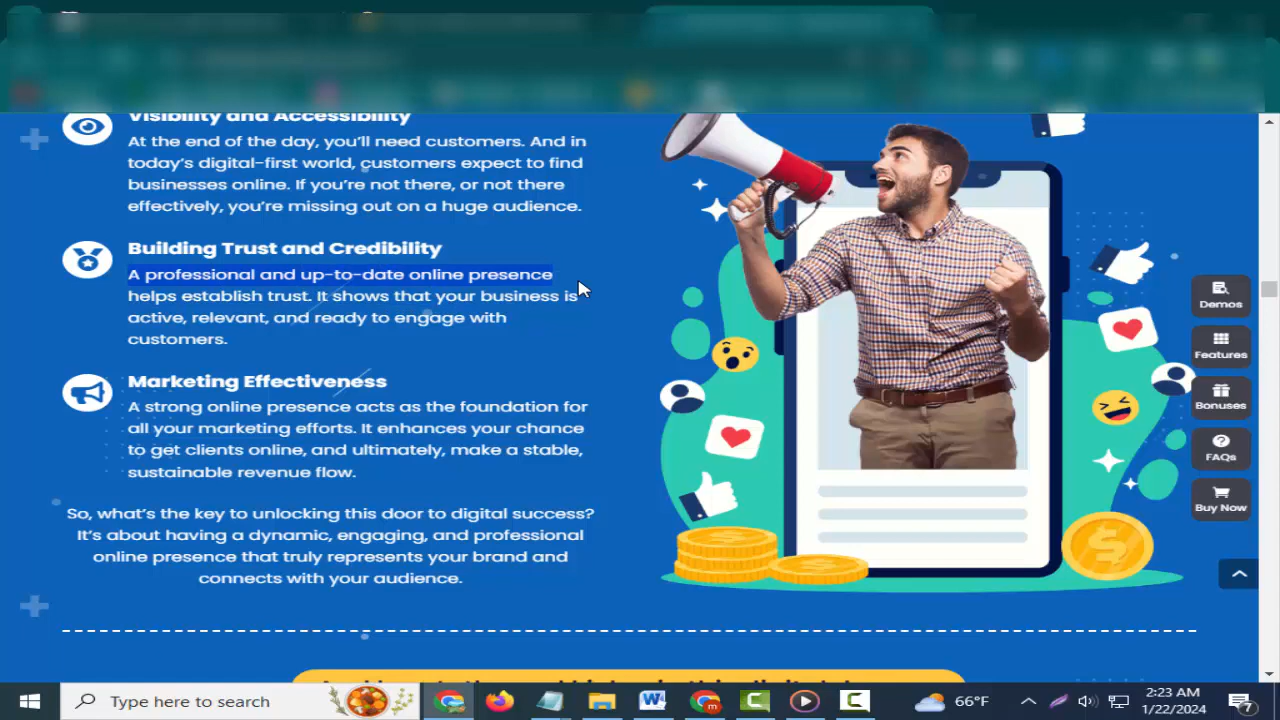 Visibility and Accessibility
At the end of the day, you'll need customers. And in
today's digital-first world, customers expect to find
businesses online. If you're not there, or not there
effectively, you're missing out on a huge audience.
Building Trust and Credibility
A professional and up-to-date online presence
helps establish trust. It shows that your business is
active, relevant, and ready to engage with
customers.
Marketing Effectiveness
A strong online presence acts as the foundation for
all your marketing efforts. It enhances your chance
to get clients online, and ultimately, make a stable,
sustainable revenue flow.
So, what's the key to unlocking this door to digital success?
It's about having a dynamic, engaging, and professional
online presence that truly represents your brand and
connects with your audience.
Demos
Features
Bonuses
FAQs
Buy Now
Type here to search
66°F
2:23 AM
1/22/2024
7